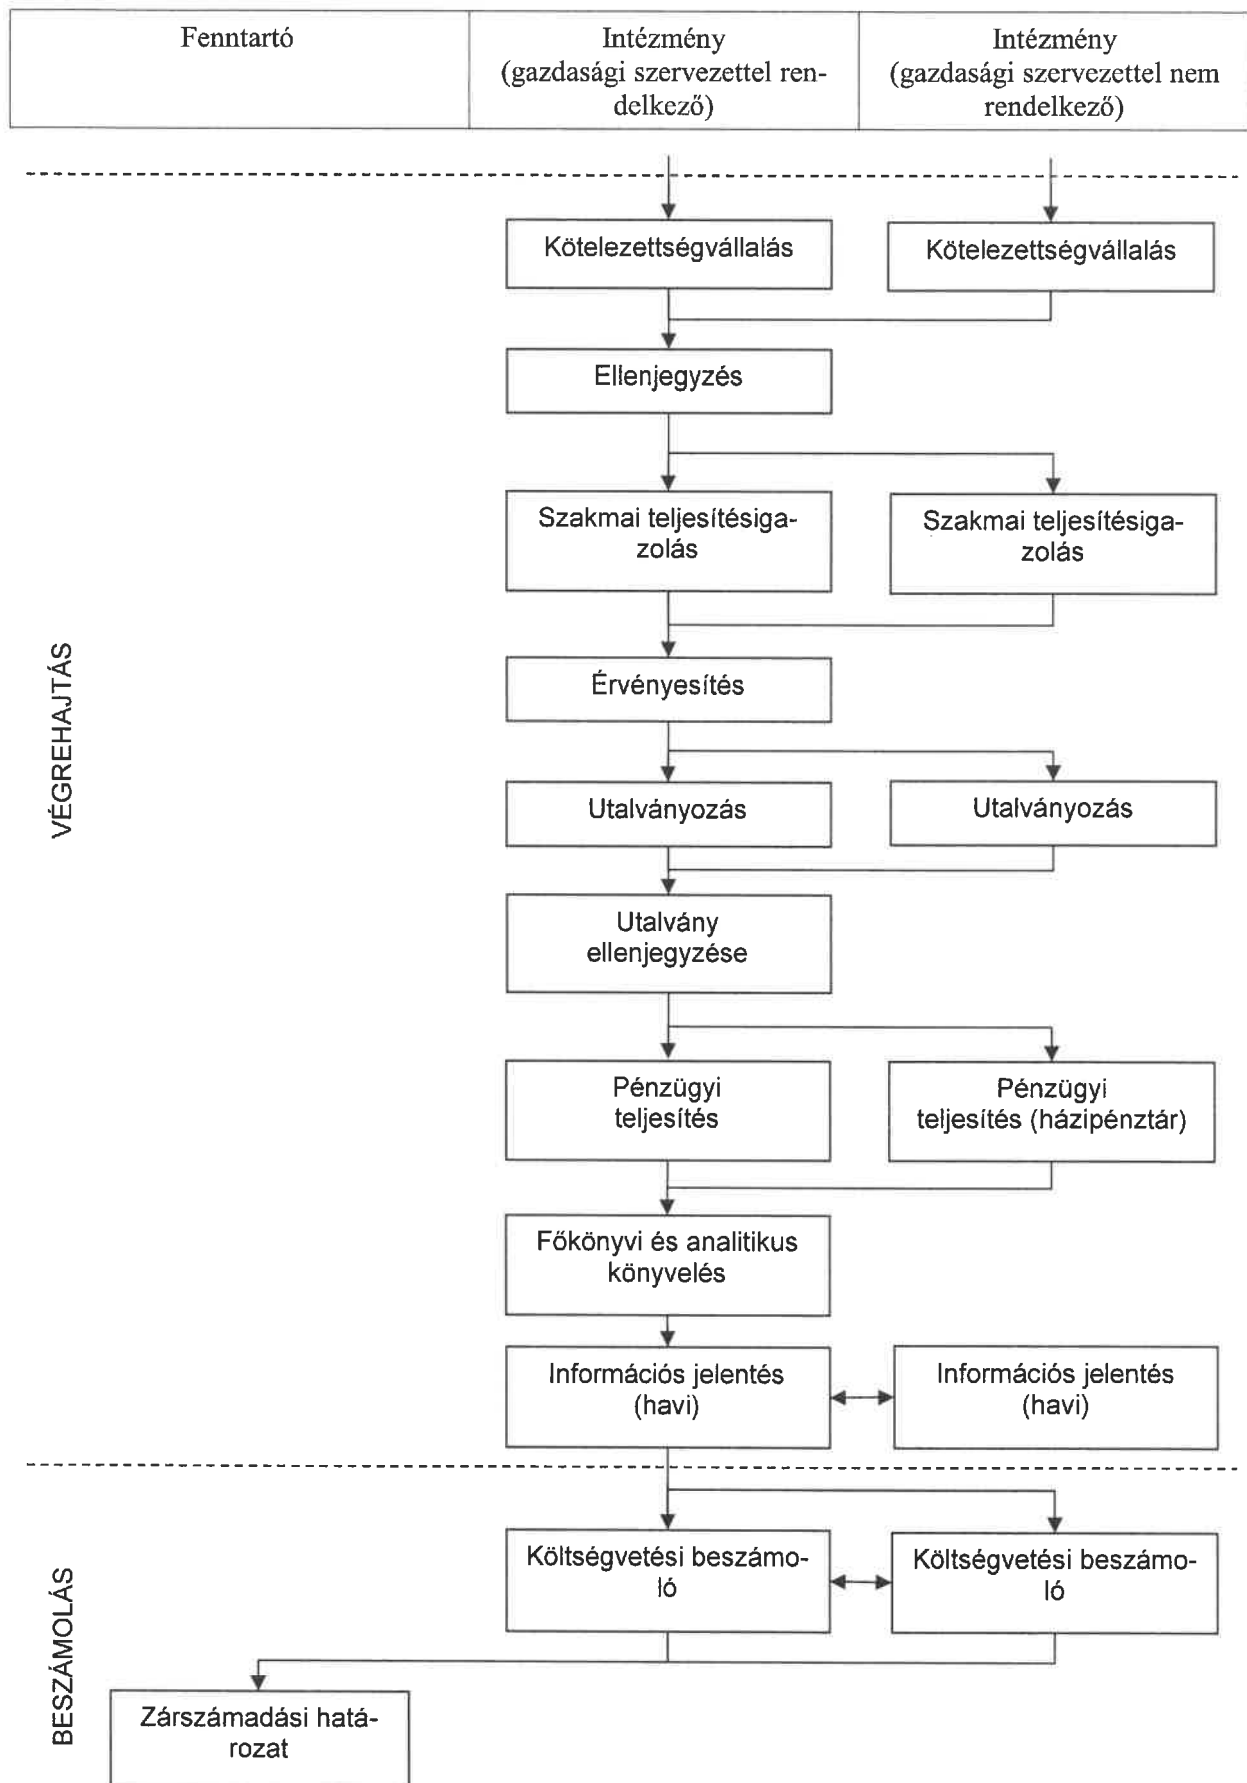 Fenntartó
Intézmény
(gazdasági szervezettel ren-
delkező)
Intézmény
(gazdasági szervezettel nem
rendelkező)
VÉGREHAJTÁS
Kötelezettségvállalás
Kötelezettségvállalás
Ellenjegyzés
Szakmai teljesítésiga-
zolás
Szakmai teljesítésiga-
zolás
Érvényesítés
Utalványozás
Utalványozás
Utalvány
ellenjegyzése
Pénzügyi
teljesítés
Pénzügyi
teljesítés (házipénztár)
Főkönyvi és analitikus
könyvelés
Információs jelentés
(havi)
Információs jelentés
(havi)
BESZÁMOLÁS
Költségvetési beszámo-
ló
Költségvetési beszámo-
ló
Zárszámadási hatá-
rozat